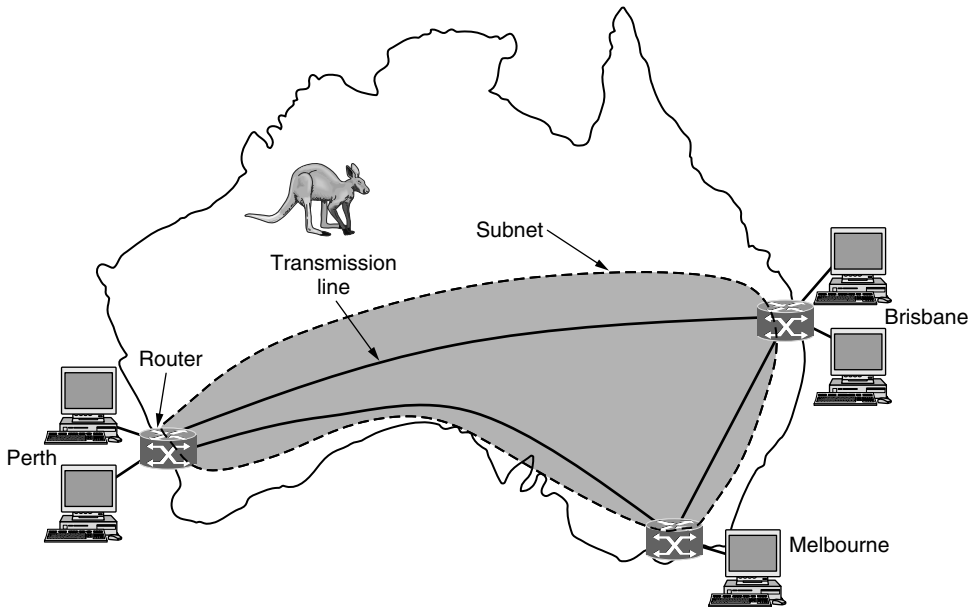 Subnet
Transmission
line
Brisbane
Router
Perth
Melbourne